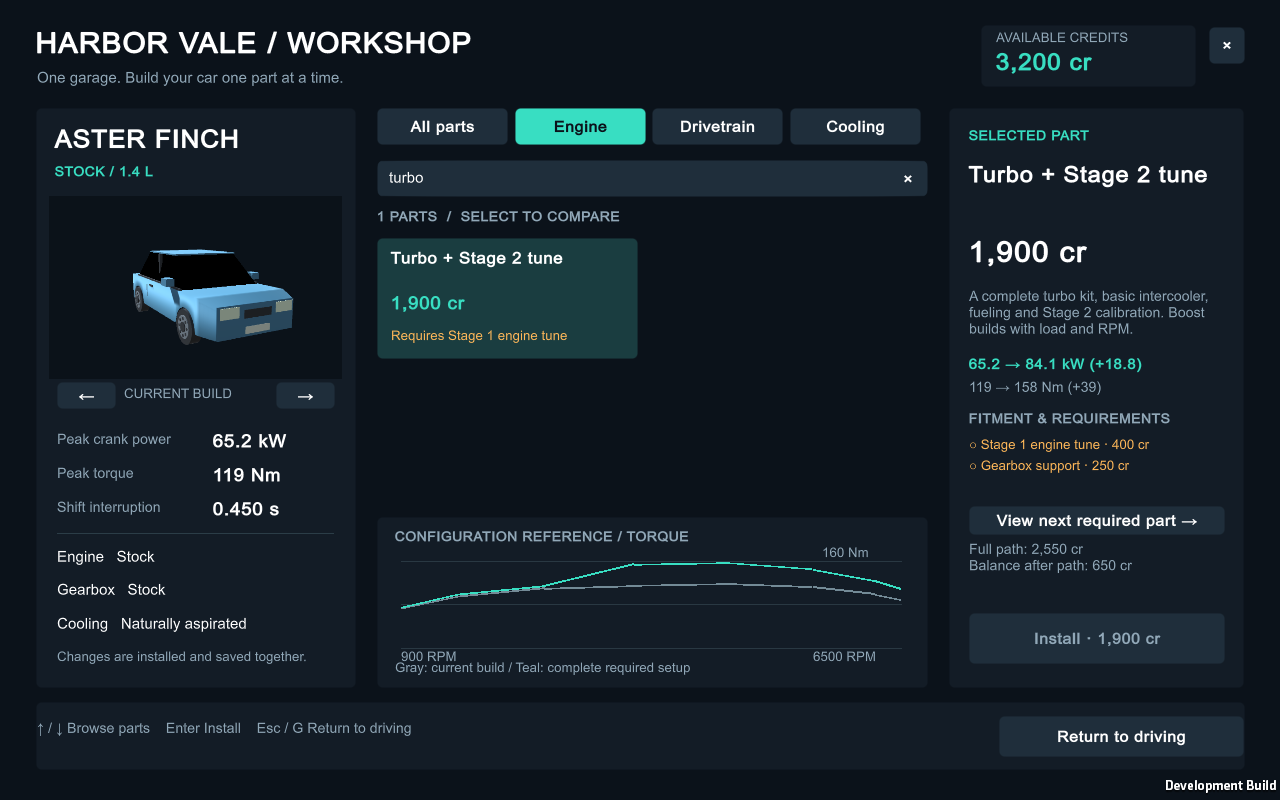 HARBOR VALE / WORKSHOP
One garage. Build your car one part at a time.
AVAILABLE CREDITS
3,200 cr
×
ASTER FINCH
STOCK / 1.4 L
← CURRENT BUILD →
Peak crank power 65.2 kW
Peak torque 119 Nm
Shift interruption 0.450 s
Engine Stock
Gearbox Stock
Cooling Naturally aspirated
Changes are installed and saved together.
All parts Engine Drivetrain Cooling
turbo ×
1 PARTS / SELECT TO COMPARE
Turbo + Stage 2 tune
1,900 cr
Requires Stage 1 engine tune
CONFIGURATION REFERENCE / TORQUE
160 Nm
900 RPM 6500 RPM
Gray: current build / Teal: complete required setup
SELECTED PART
Turbo + Stage 2 tune
1,900 cr
A complete turbo kit, basic intercooler,
fueling and Stage 2 calibration. Boost
builds with load and RPM.
65.2 → 84.1 kW (+18.8)
119 → 158 Nm (+39)
FITMENT & REQUIREMENTS
○ Stage 1 engine tune · 400 cr
○ Gearbox support · 250 cr
View next required part →
Full path: 2,550 cr
Balance after path: 650 cr
Install · 1,900 cr
↑ / ↓ Browse parts Enter Install Esc / G Return to driving
Return to driving
Development Build